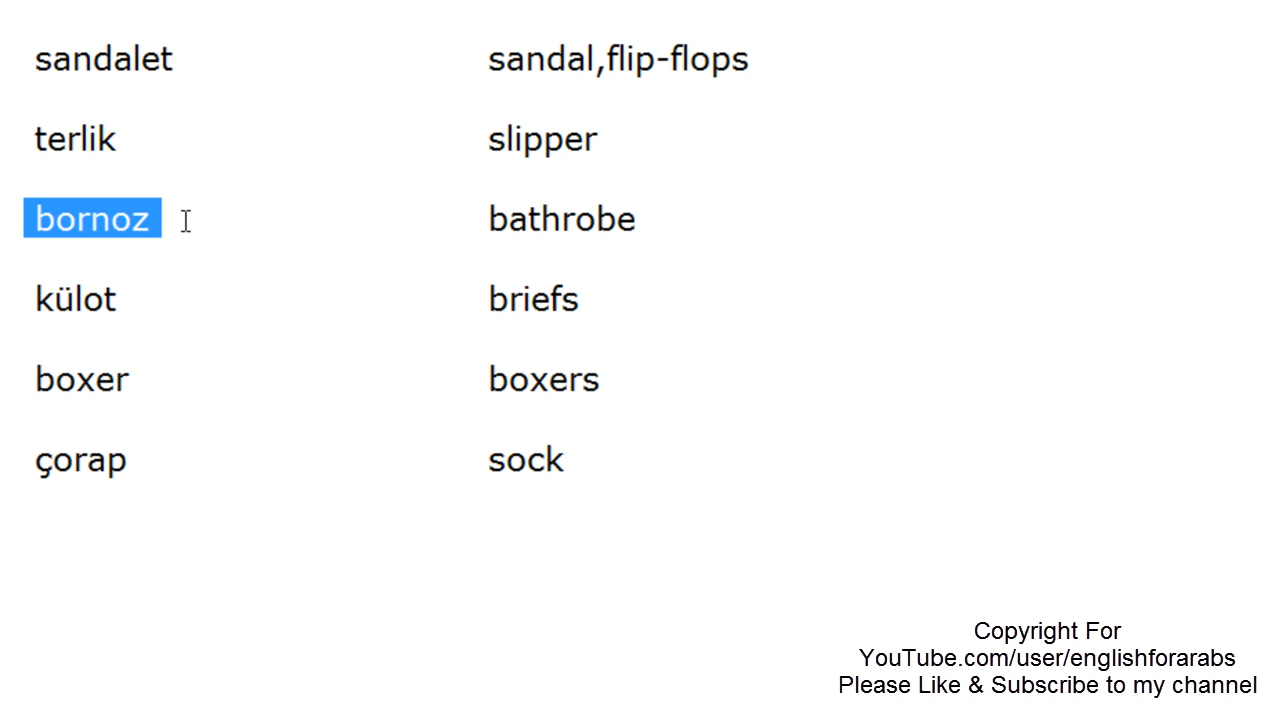 sandalet sandal,flip-flops
terlik slipper
bornoz bathrobe
külot briefs
boxer boxers
çorap sock
Copyright For
YouTube.com/user/englishforarabs
Please Like & Subscribe to my channel